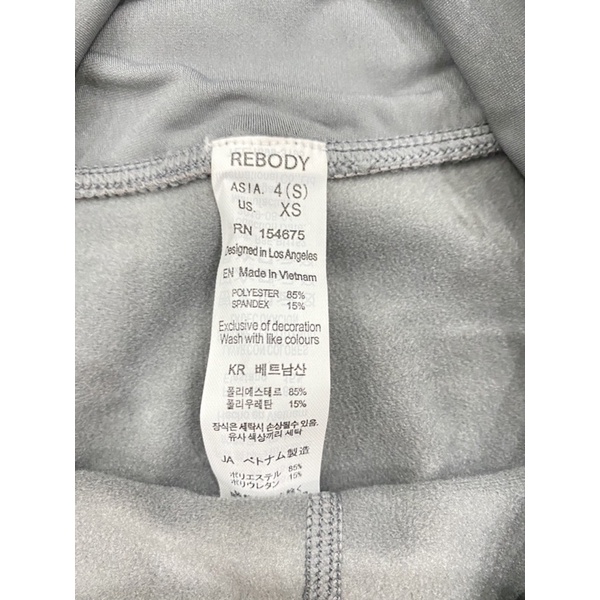 REBODY
ASIA. 4(S)
US. XS
RN 154675
Designed in Los Angeles
EN Made in Vietnam
POLYESTER 85%
SPANDEX 15%
Exclusive of decoration
Wash with like colours
KR 베트남산
폴리에스테르 85%
폴리우레탄 15%
장식은 세탁시 손상될수 있음.
유사 색상끼리 세탁
JA ベトナム製造
ポリエステル 85%
ポリウレタン 15%